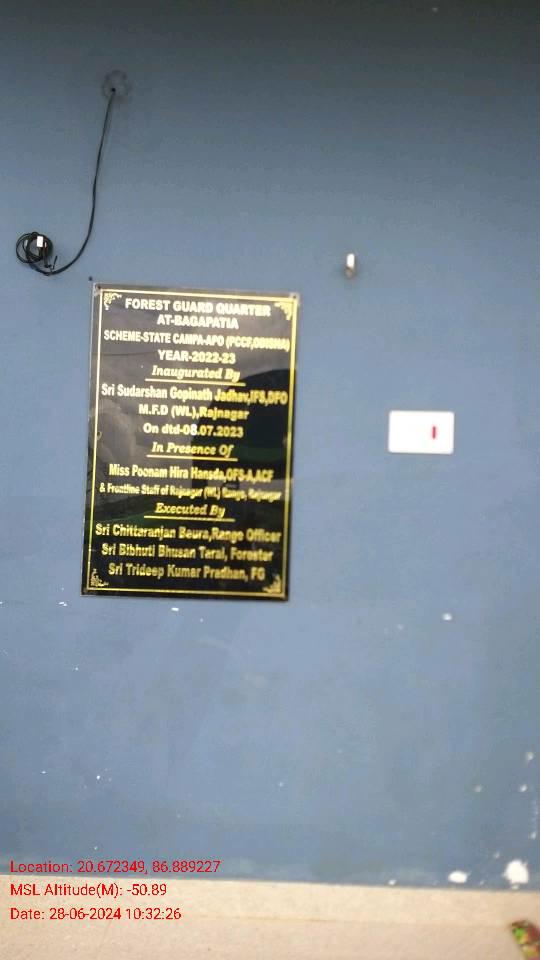 FOREST GUARD QUARTER
AT-BAGAPATIA
SCHEME-STATE CAMPA-APO (PCCF,ODISHA)
YEAR-2022-23
Inaugurated By
Sri Sudarshan Gopinath Jadhav,IFS,DFO
M.F.D (WL),Rajnagar
On dtd-08.07.2023
In Presence Of
Miss Poonam Hira Hansda,OFS-A,ACF
& Frontline Staff of Rajnagar (WL) Range, Rajnagar
Executed By
Sri Chittaranjan Beura,Range Officer
Sri Bibhuti Bhusan Tarai, Forester
Sri Trideep Kumar Pradhan, FG
Location: 20.672349, 86.889227
MSL Altitude(M): -50.89
Date: 28-06-2024 10:32:26